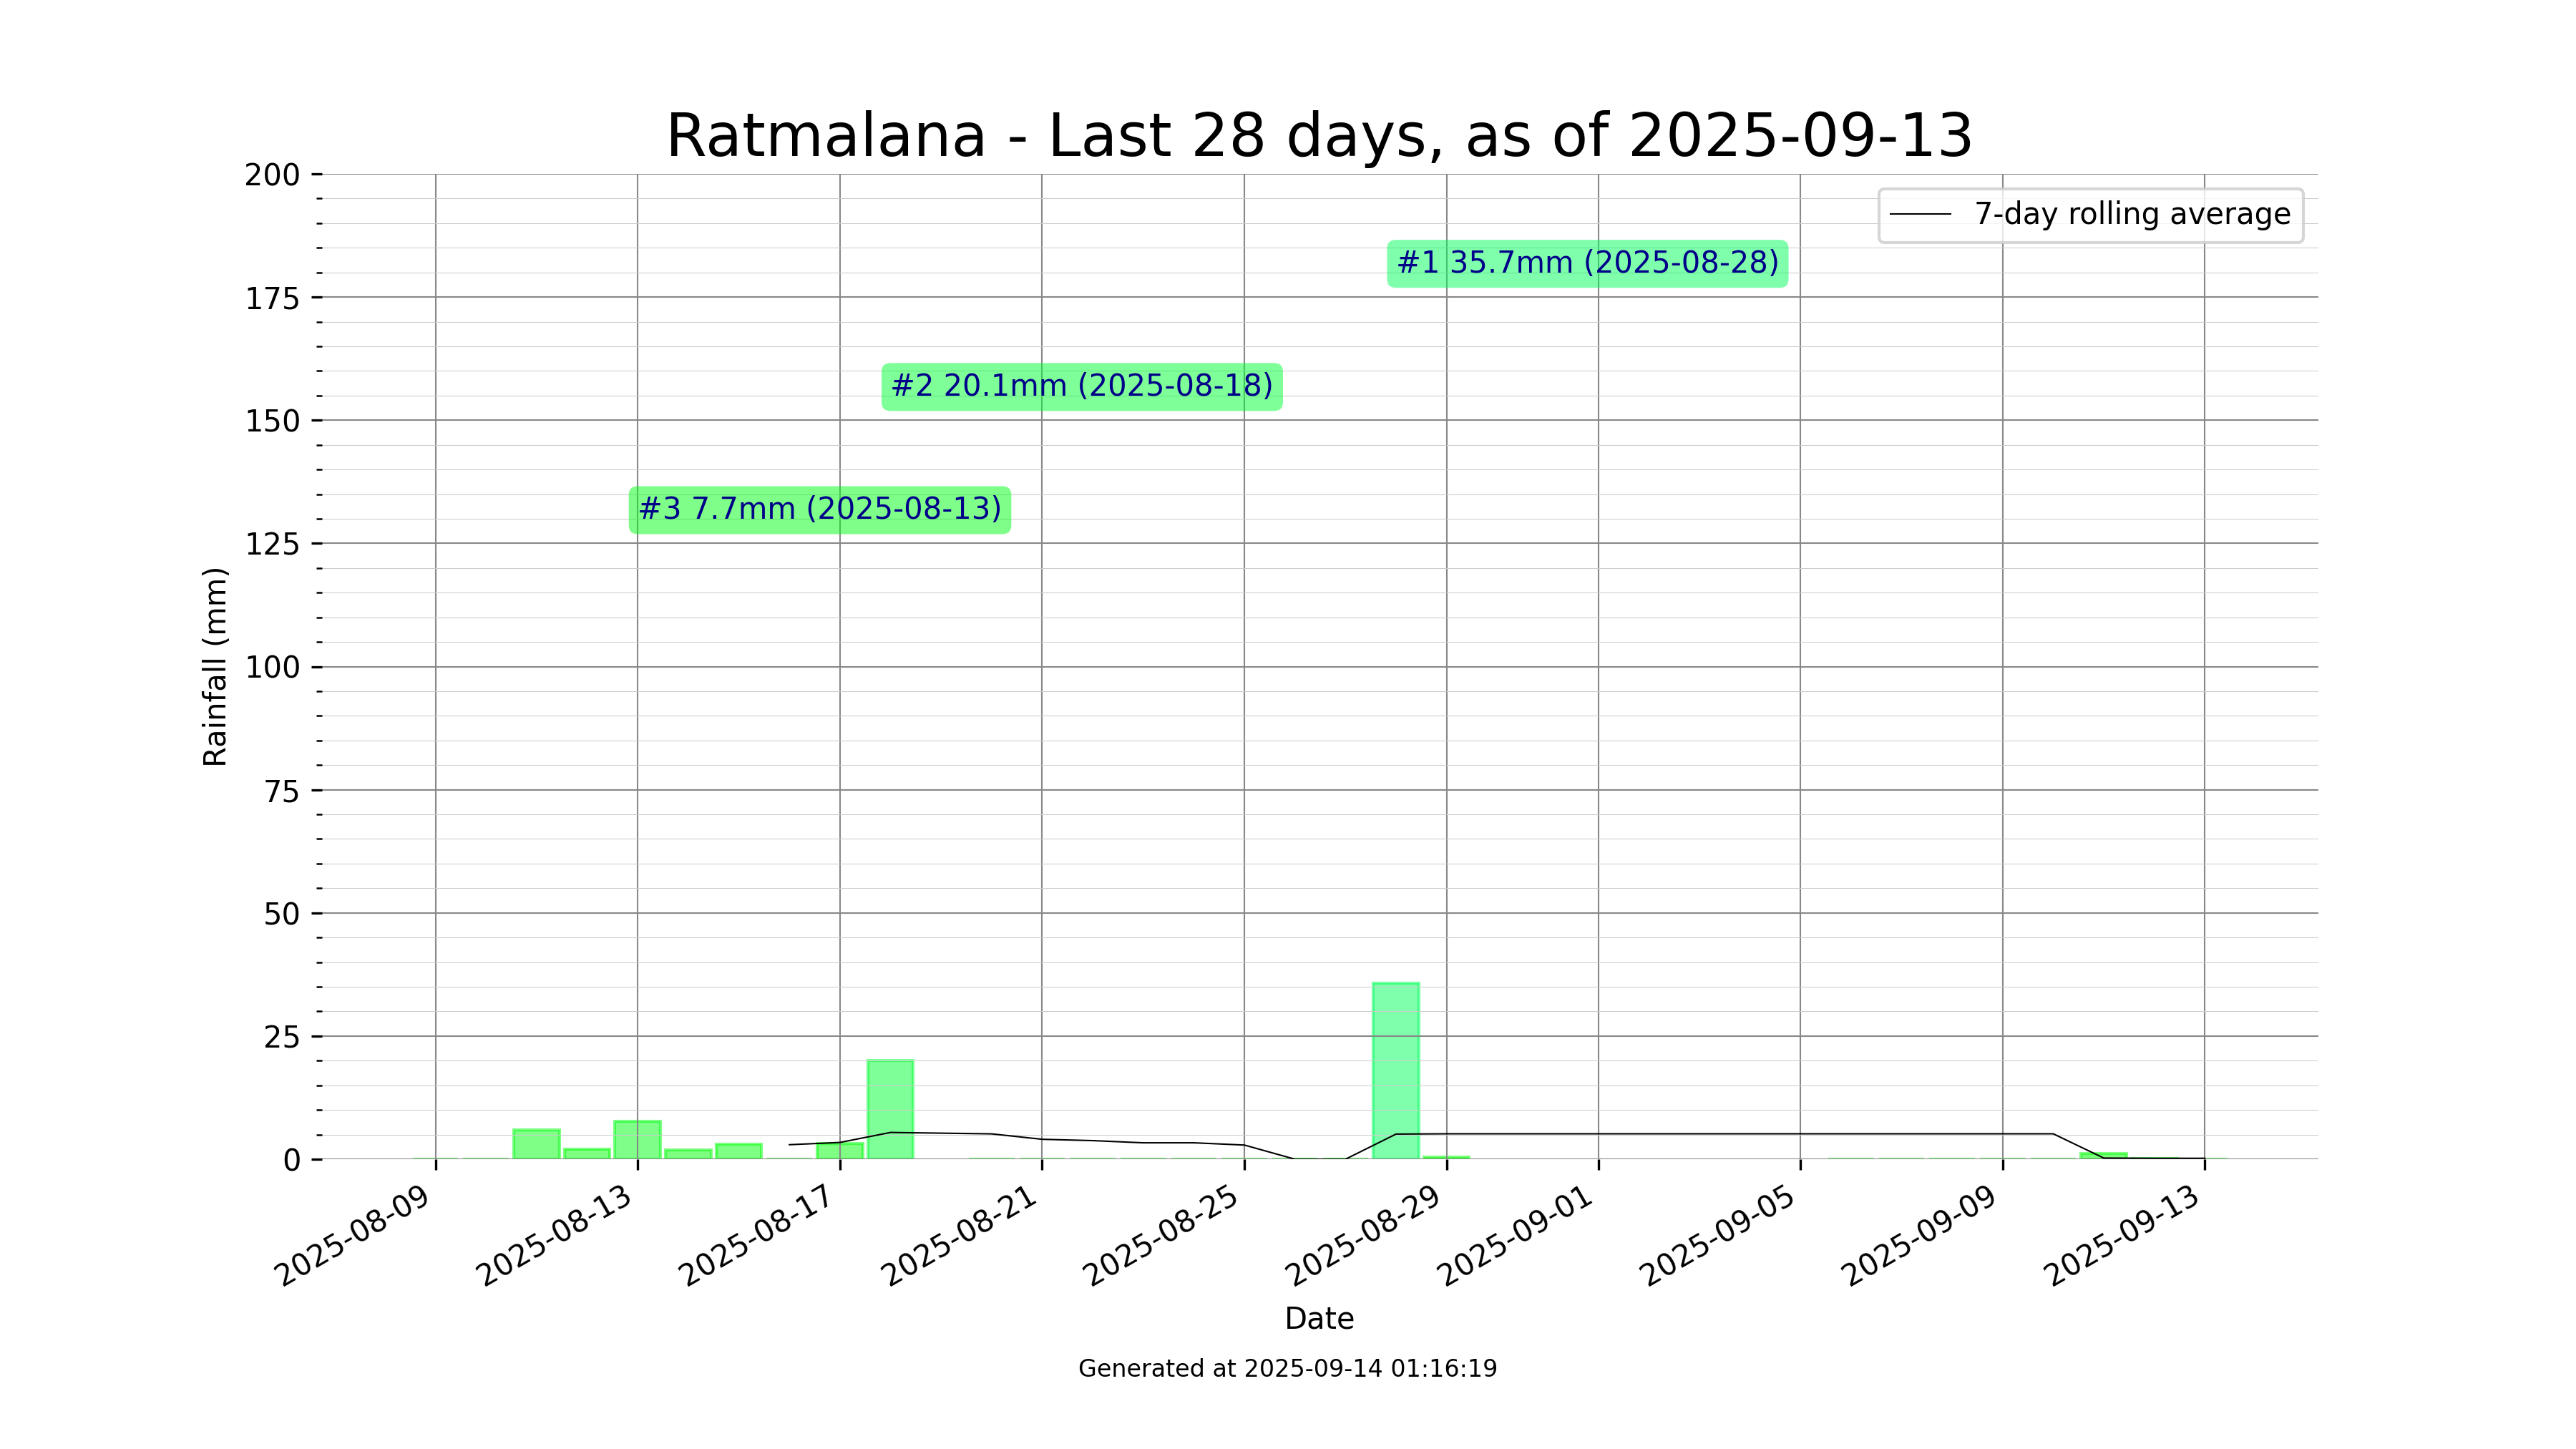 Ratmalana - Last 28 days, as of 2025-09-13
7-day rolling average
#1 35.7mm (2025-08-28)
#2 20.1mm (2025-08-18)
#3 7.7mm (2025-08-13)
Rainfall (mm)
200
175
150
125
100
75
50
25
0
2025-08-09
2025-08-13
2025-08-17
2025-08-21
2025-08-25
2025-08-29
2025-09-01
2025-09-05
2025-09-09
2025-09-13
Date
Generated at 2025-09-14 01:16:19